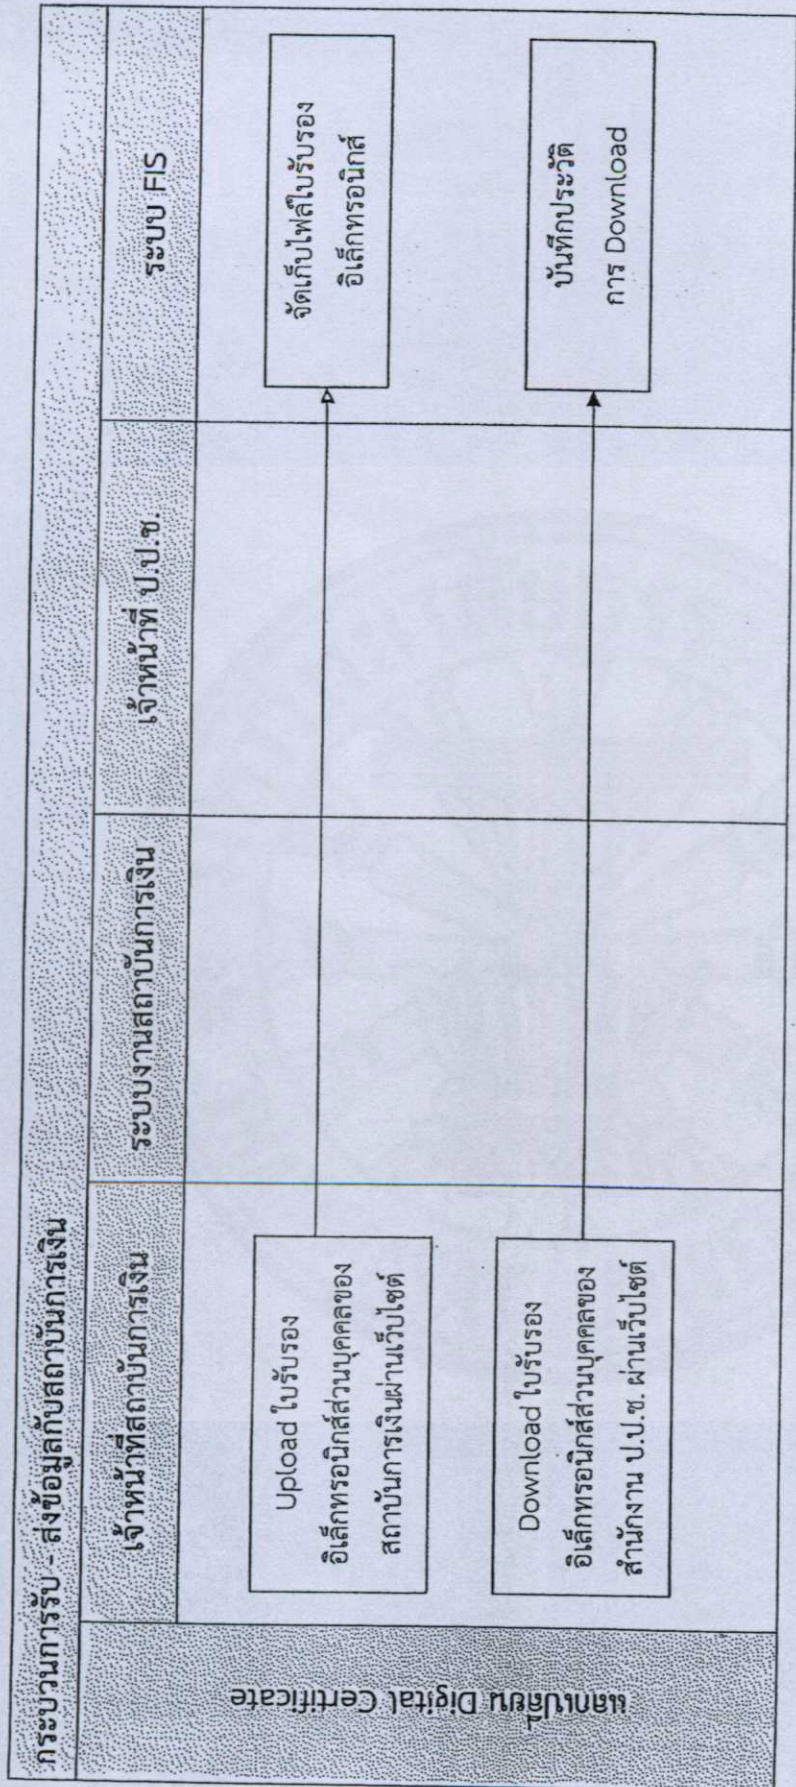 กระบวนการรับ - ส่งข้อมูลกับสถาบันการเงิน
เจ้าหน้าที่สถาบันการเงิน
ระบบงานสถาบันการเงิน
เจ้าหน้าที่ ป.ป.ช.
ระบบ FIS
แลกเปลี่ยน Digital Certificate
Upload ใบรับรอง
อิเล็กทรอนิกส์ส่วนบุคคลของ
สถาบันการเงินผ่านเว็บไซต์
จัดเก็บไฟล์ใบรับรอง
อิเล็กทรอนิกส์
Download ใบรับรอง
อิเล็กทรอนิกส์ส่วนบุคคลของ
สำนักงาน ป.ป.ช. ผ่านเว็บไซต์
บันทึกประวัติ
การ Download